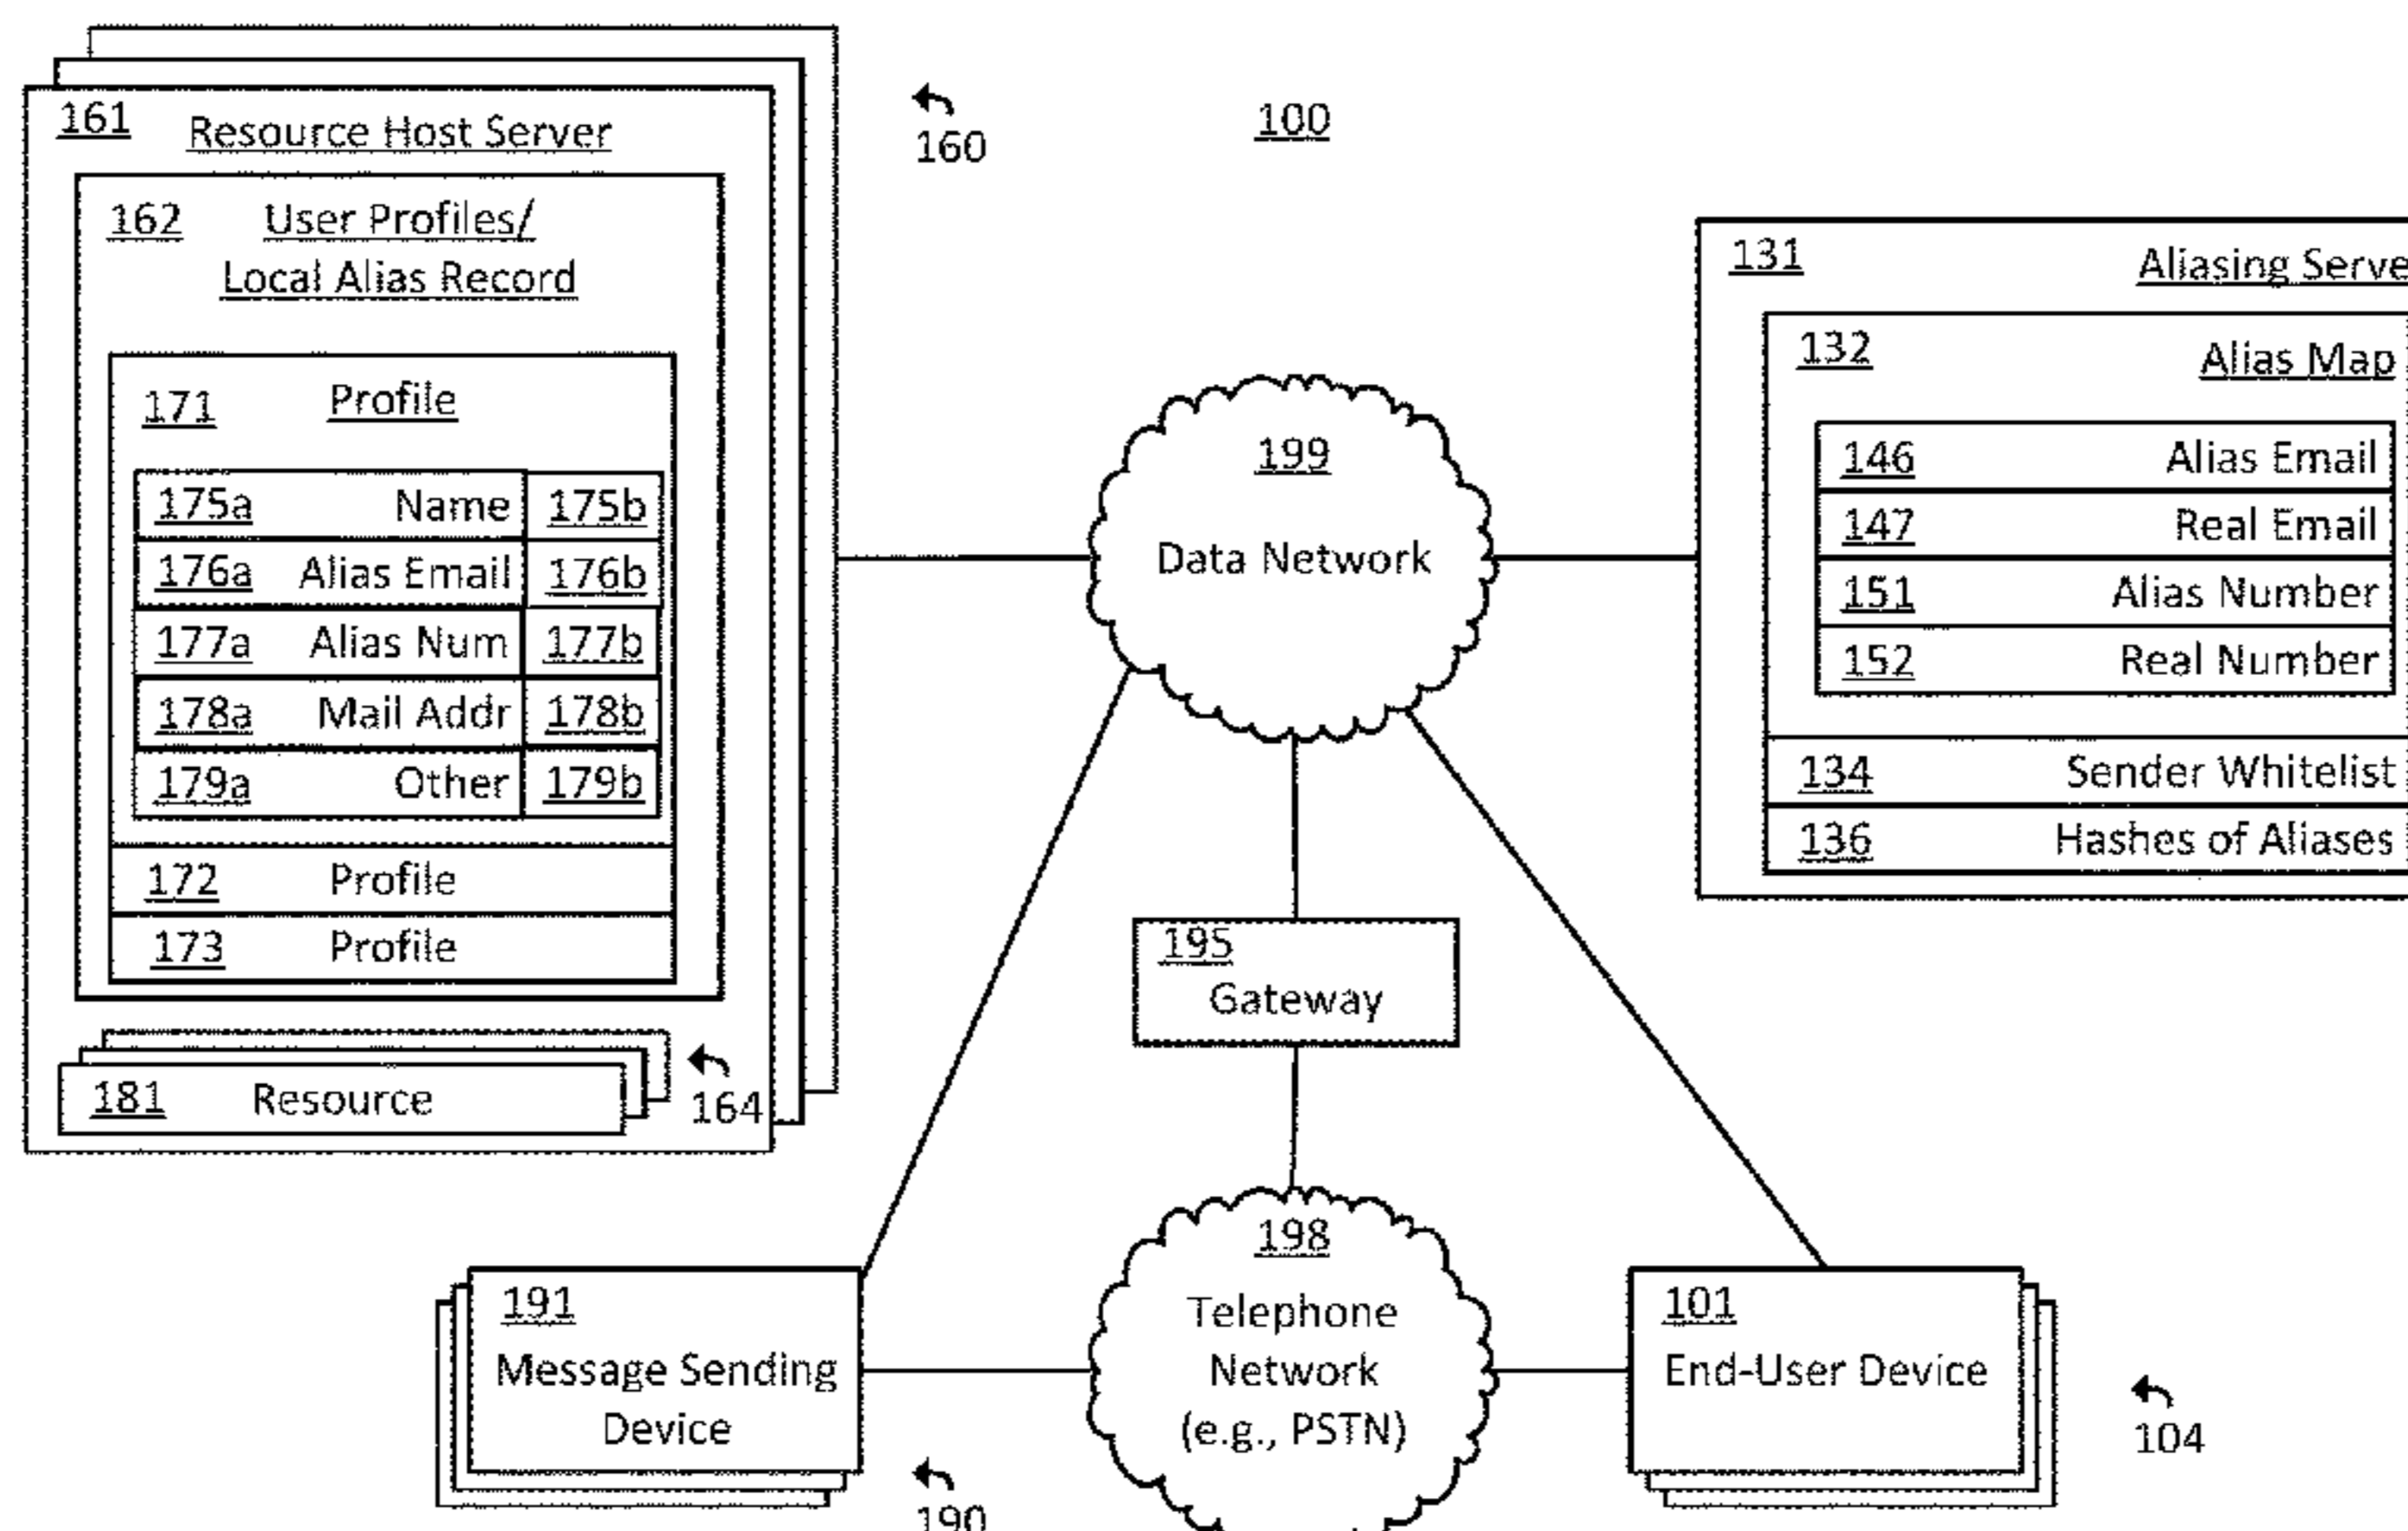 161 Resource Host Server
162 User Profiles/
Local Alias Record
171 Profile
175a Name 175b
176a Alias Email 176b
177a Alias Num 177b
178a Mail Addr 178b
179a Other 179b
172 Profile
173 Profile
181 Resource
164
160
100
199
Data Network
131 Aliasing Serve
132 Alias Map
146 Alias Email
147 Real Email
151 Alias Number
152 Real Number
134 Sender Whitelist
136 Hashes of Aliases
195
Gateway
191
Message Sending
Device
190
198
Telephone
Network
(e.g., PSTN)
101
End-User Device
104